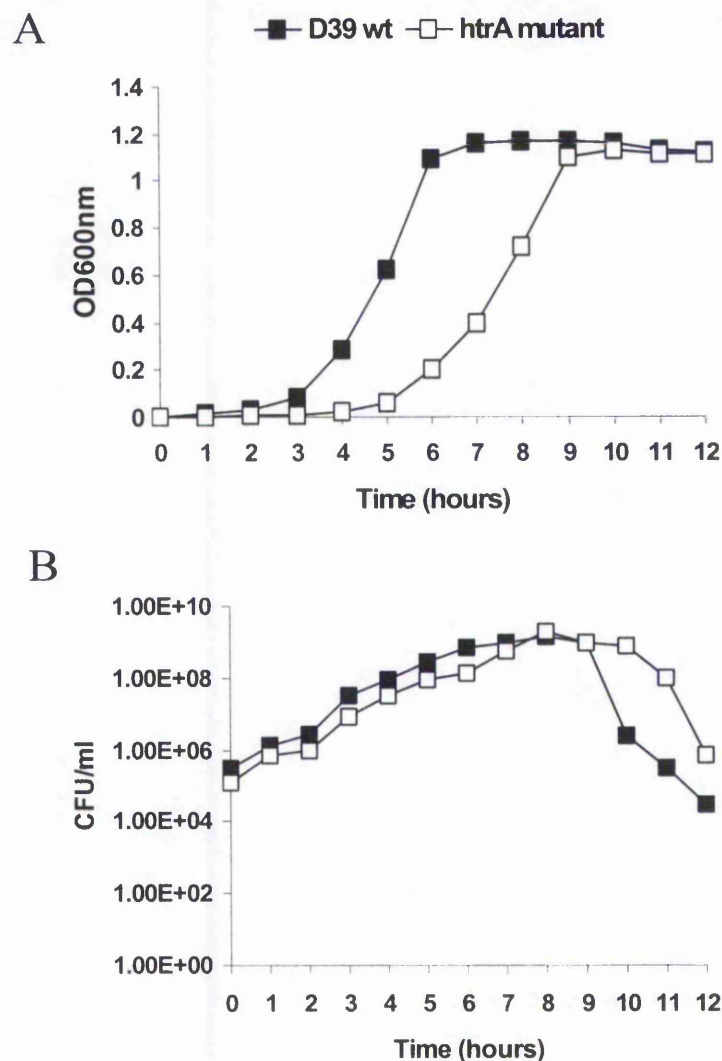 A
D39 wt htrA mutant
1.4
1.2
1
0.8
0.6
0.4
0.2
0
OD600nm
0 1 2 3 4 5 6 7 8 9 10 11 12
Time (hours)
B
1.00E+10
1.00E+08
1.00E+06
1.00E+04
1.00E+02
1.00E+00
CFU/ml
0 1 2 3 4 5 6 7 8 9 10 11 12
Time (hours)